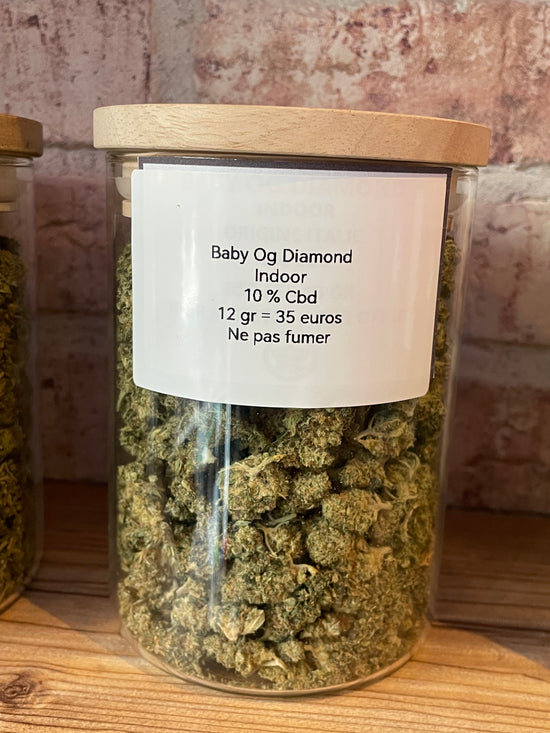 Baby Og Diamond
Indoor
10 % Cbd
12 gr = 35 euros
Ne pas fumer